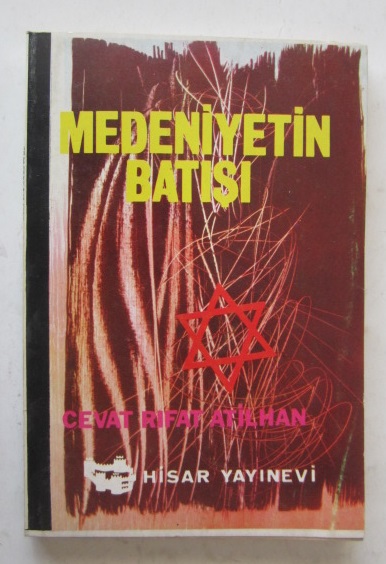 MEDENİYETİN
BATIŞI
CEVAT RIFAT ATİLHAN
HİSAR YAYINEVİ